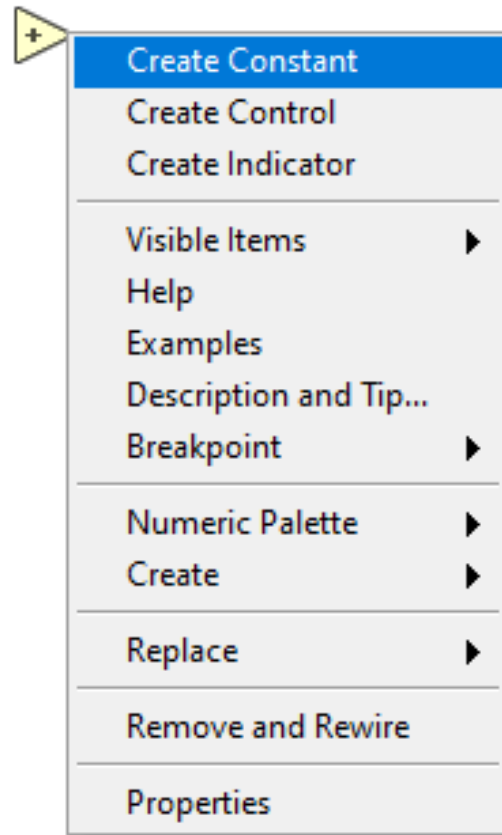 +
Create Constant
Create Control
Create Indicator
Visible Items
Help
Examples
Description and Tip...
Breakpoint
Numeric Palette
Create
Replace
Remove and Rewire
Properties